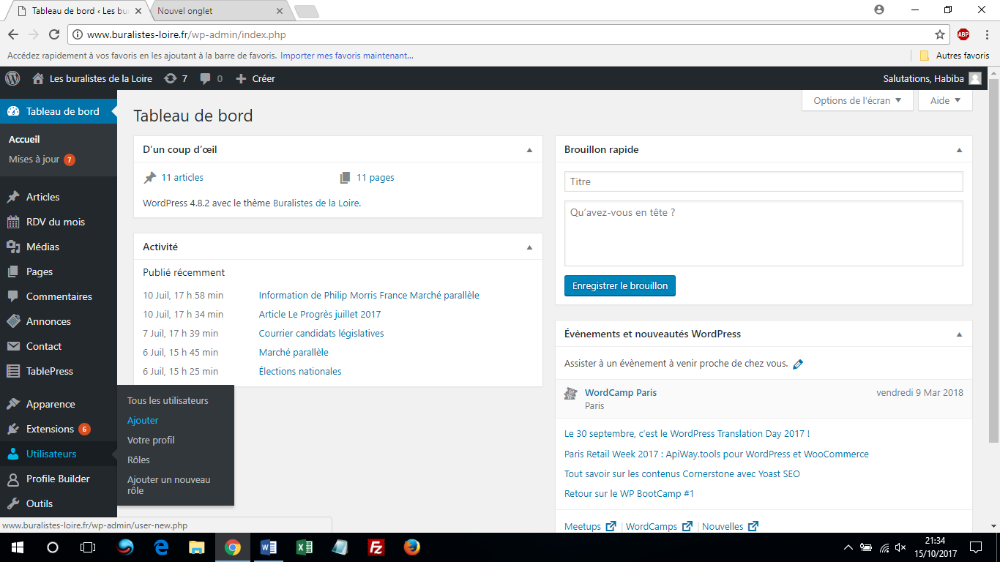 Tableau de bord ‹ Les bu
Nouvel onglet
www.buralistes-loire.fr/wp-admin/index.php
ABP
Accédez rapidement à vos favoris en les ajoutant à la barre de favoris. Importer mes favoris maintenant...
Autres favoris
Les buralistes de la Loire
7
0
Créer
Salutations, Habiba
Tableau de bord
Accueil
Mises à jour 7
Articles
RDV du mois
Médias
Pages
Commentaires
Annonces
Contact
TablePress
Apparence
Extensions 6
Utilisateurs
Profile Builder
Outils
Tous les utilisateurs
Ajouter
Votre profil
Rôles
Ajouter un nouveau
rôle
Options de l'écran
Aide
Tableau de bord
D’un coup d’œil
11 articles
11 pages
WordPress 4.8.2 avec le thème Buralistes de la Loire.
Activité
Publié récemment
10 Juil, 17 h 58 min Information de Philip Morris France Marché parallèle
10 Juil, 17 h 34 min Article Le Progrès juillet 2017
7 Juil, 17 h 39 min Courrier candidats législatives
6 Juil, 15 h 45 min Marché parallèle
6 Juil, 15 h 25 min Élections nationales
Brouillon rapide
Titre
Qu’avez-vous en tête ?
Enregistrer le brouillon
Évènements et nouveautés WordPress
Assister à un évènement à venir proche de chez vous.
WordCamp Paris
vendredi 9 Mar 2018
Paris
Le 30 septembre, c’est le WordPress Translation Day 2017 !
Paris Retail Week 2017 : ApiWay.tools pour WordPress et WooCommerce
Tout savoir sur les contenus Cornerstone avec Yoast SEO
Retour sur le WP BootCamp #1
Meetups | WordCamps | Nouvelles
www.buralistes-loire.fr/wp-admin/user-new.php
21:34
15/10/2017